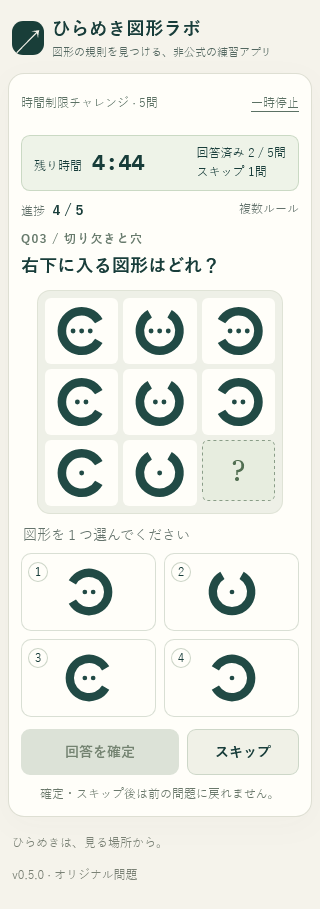 ひらめき図形ラボ
図形の規則を見つける、非公式の練習アプリ
時間制限チャレンジ · 5問
一時停止
残り時間 4:44
回答済み 2 / 5問
スキップ 1問
進捗 4 / 5
複数ルール
Q03 / 切り欠きと穴
右下に入る図形はどれ？
?
図形を1つ選んでください
1
2
3
4
回答を確定
スキップ
確定・スキップ後は前の問題に戻れません。
ひらめきは、見る場所から。
v0.5.0 · オリジナル問題